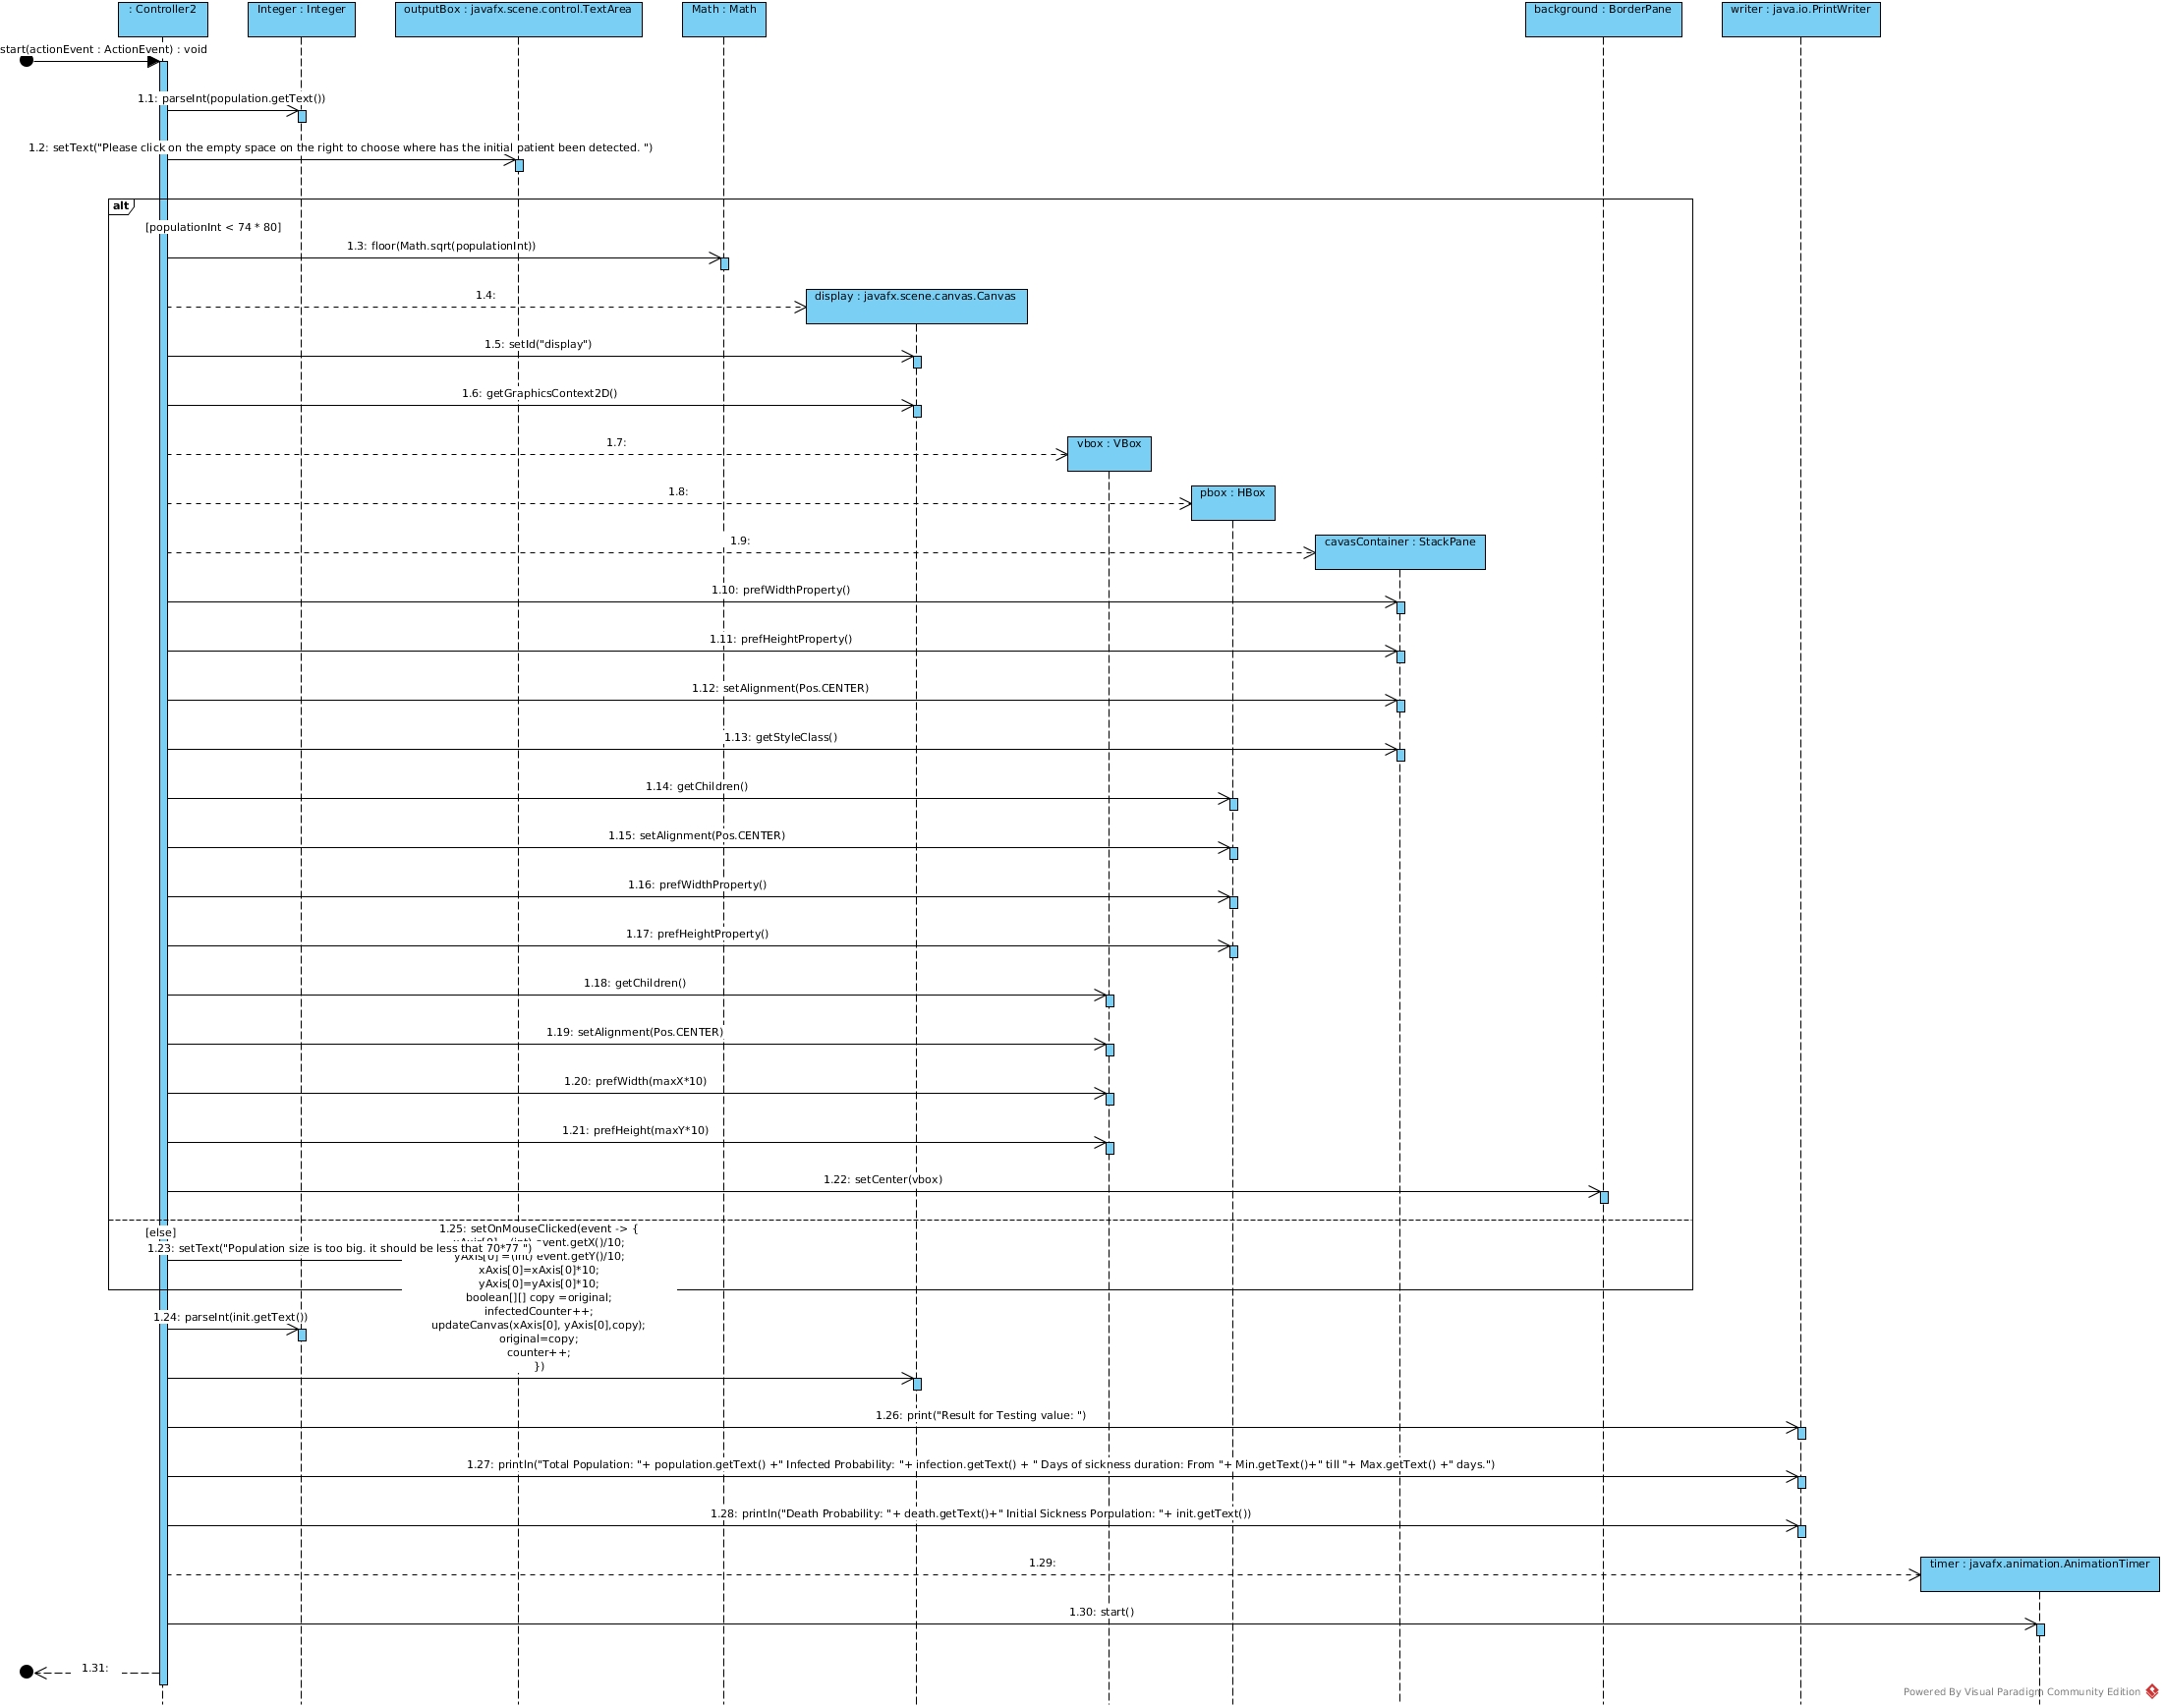 : Controller2
Integer : Integer
outputBox : javafx.scene.control.TextArea
Math : Math
background : BorderPane
writer : java.io.PrintWriter
start(actionEvent : ActionEvent) : void
1.1: parseInt(population.getText())
1.2: setText("Please click on the empty space on the right to choose where has the initial patient been detected. ")
alt
[populationInt < 74 * 80]
1.3: floor(Math.sqrt(populationInt))
1.4:
display : javafx.scene.canvas.Canvas
1.5: setId("display")
1.6: getGraphicsContext2D()
1.7:
vbox : VBox
1.8:
pbox : HBox
1.9:
cavasContainer : StackPane
1.10: prefWidthProperty()
1.11: prefHeightProperty()
1.12: setAlignment(Pos.CENTER)
1.13: getStyleClass()
1.14: getChildren()
1.15: setAlignment(Pos.CENTER)
1.16: prefWidthProperty()
1.17: prefHeightProperty()
1.18: getChildren()
1.19: setAlignment(Pos.CENTER)
1.20: prefWidth(maxX*10)
1.21: prefHeight(maxY*10)
1.22: setCenter(vbox)
[else]
1.23: setText("Population size is too big. it should be less that 70*77 ")
1.24: parseInt(init.getText())
1.25: setOnMouseClicked(event -> {
event.getX()/10;
yAxis[0] =(int) event.getY()/10;
xAxis[0]=xAxis[0]*10;
yAxis[0]=yAxis[0]*10;
boolean[][] copy =original;
infectedCounter++;
updateCanvas(xAxis[0], yAxis[0],copy);
original=copy;
counter++;
})
1.26: print("Result for Testing value: ")
1.27: println("Total Population: "+ population.getText() +" Infected Probability: "+ infection.getText() + " Days of sickness duration: From "+ Min.getText()+" till "+ Max.getText() +" days.")
1.28: println("Death Probability: "+ death.getText()+" Initial Sickness Porpulation: "+ init.getText())
1.29:
timer : javafx.animation.AnimationTimer
1.30: start()
1.31:
Powered By Visual Paradigm Community Edition